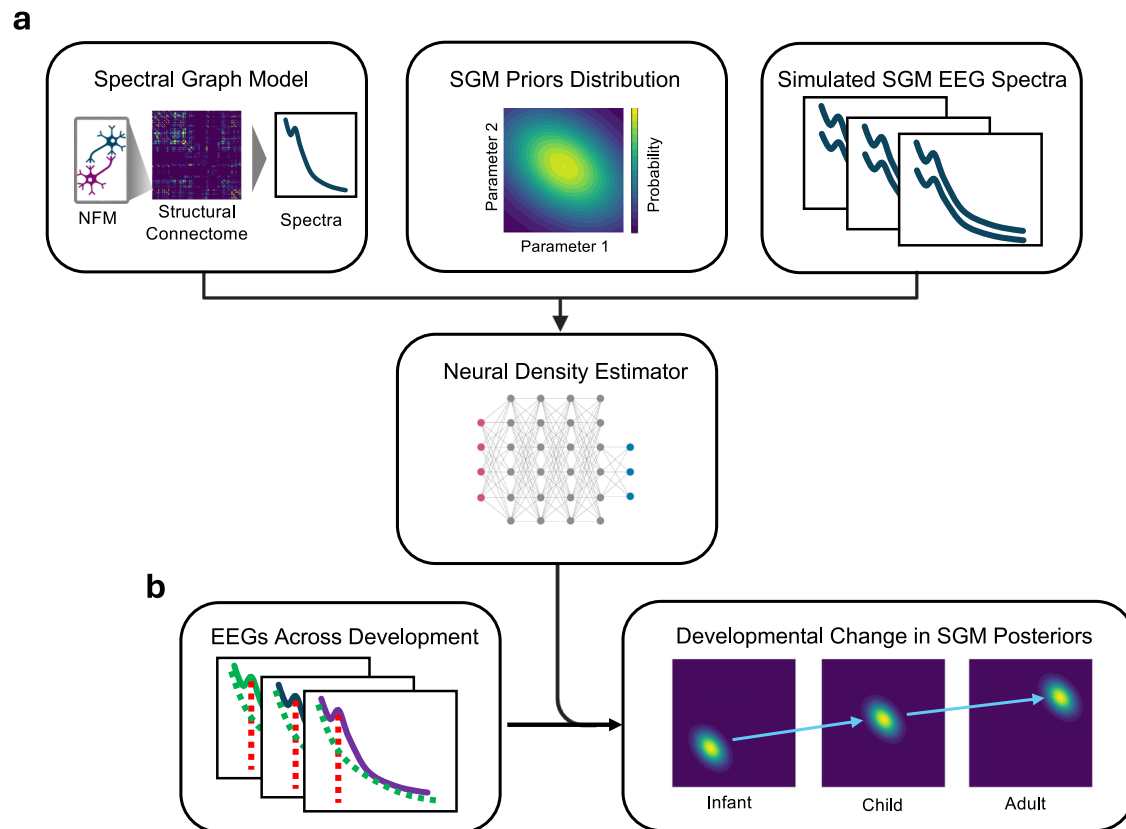 a
Spectral Graph Model
NFM
Structural
Connectome
Spectra
SGM Priors Distribution
Parameter 2
Parameter 1
Probability
Simulated SGM EEG Spectra
Neural Density Estimator
b
EEGs Across Development
Developmental Change in SGM Posteriors
Infant
Child
Adult